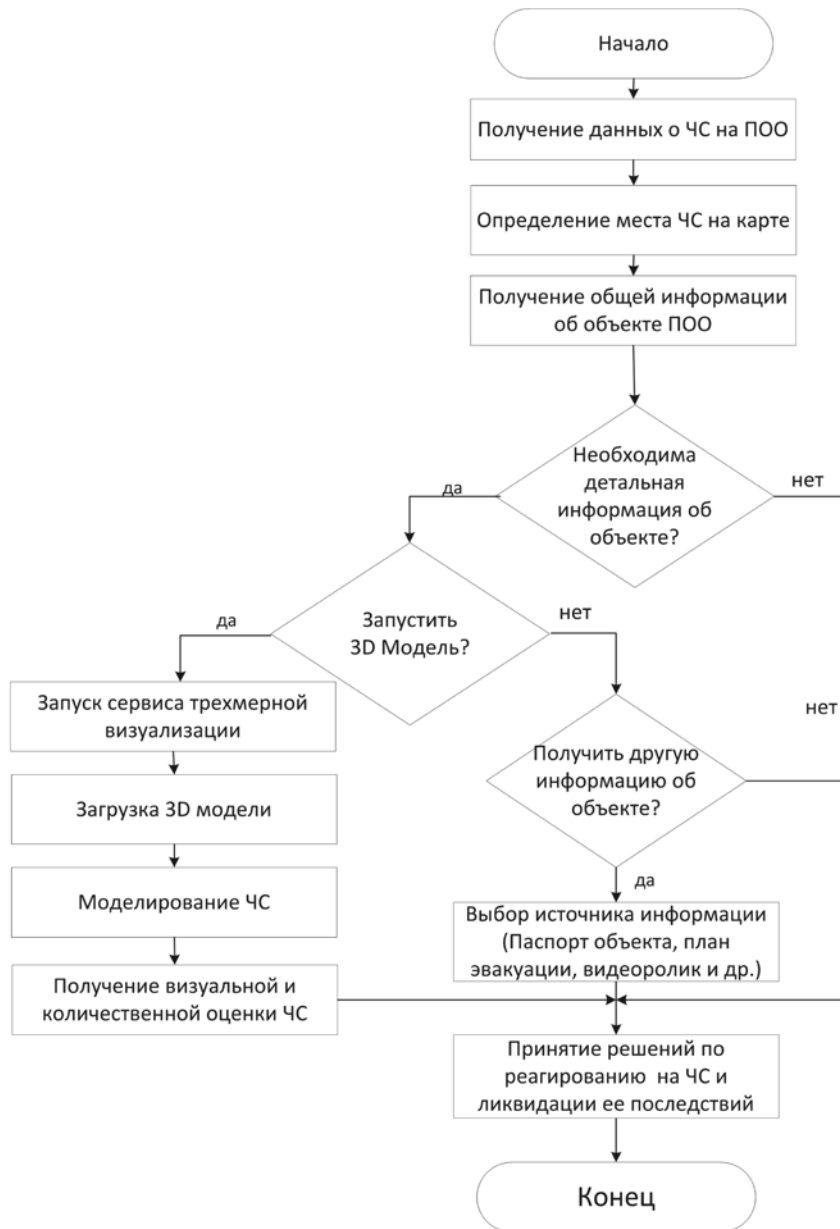 Начало
Получение данных о ЧС на ПОО
Определение места ЧС на карте
Получение общей информации
об объекте ПОО
Необходима
детальная
информация об
объекте?
да
нет
Запустить
3D Модель?
да
нет
Запуск сервиса трехмерной
визуализации
Загрузка 3D модели
Моделирование ЧС
Получение визуальной и
количественной оценки ЧС
Получить другую
информацию об
объекте?
нет
да
Выбор источника информации
(Паспорт объекта, план
эвакуации, видеоролик и др.)
Принятие решений по
реагированию на ЧС и
ликвидации ее последствий
Конец